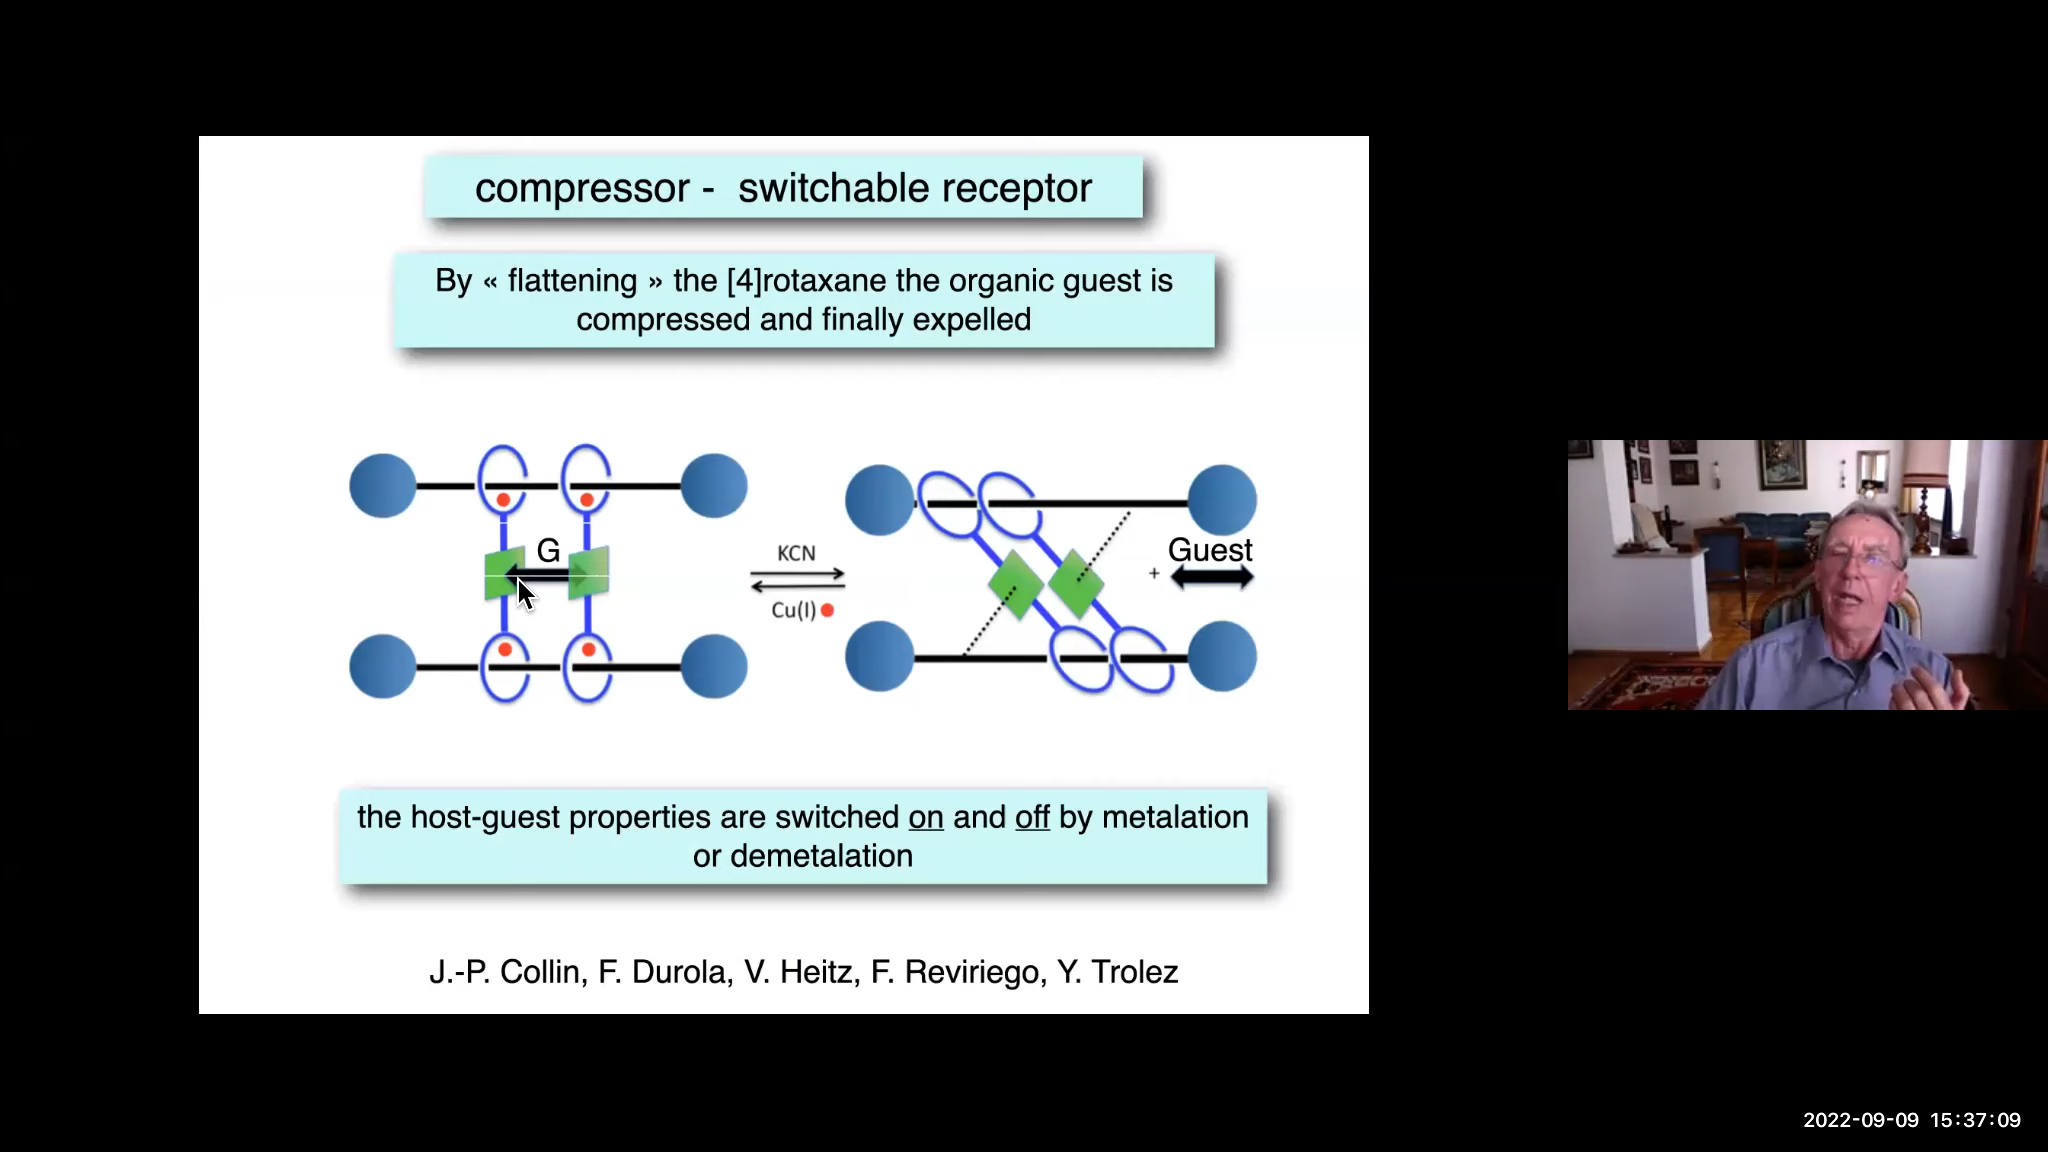 compressor - switchable receptor
By « flattening » the [4]rotaxane the organic guest is
compressed and finally expelled
G
KCN
Cu(I)
+
Guest
the host-guest properties are switched on and off by metalation
or demetalation
J.-P. Collin, F. Durola, V. Heitz, F. Reviriego, Y. Trolez
2022-09-09 15:37:09